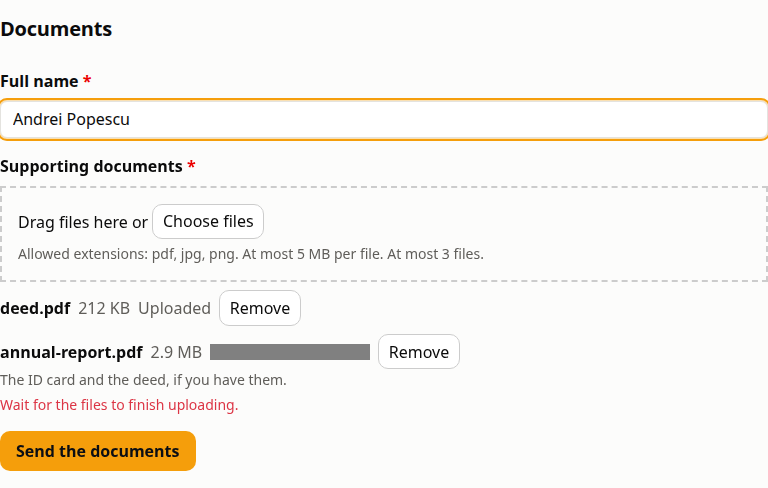 Documents
Full name *
Andrei Popescu
Supporting documents *
Drag files here or Choose files
Allowed extensions: pdf, jpg, png. At most 5 MB per file. At most 3 files.
deed.pdf 212 KB Uploaded Remove
annual-report.pdf 2.9 MB Remove
The ID card and the deed, if you have them.
Wait for the files to finish uploading.
Send the documents